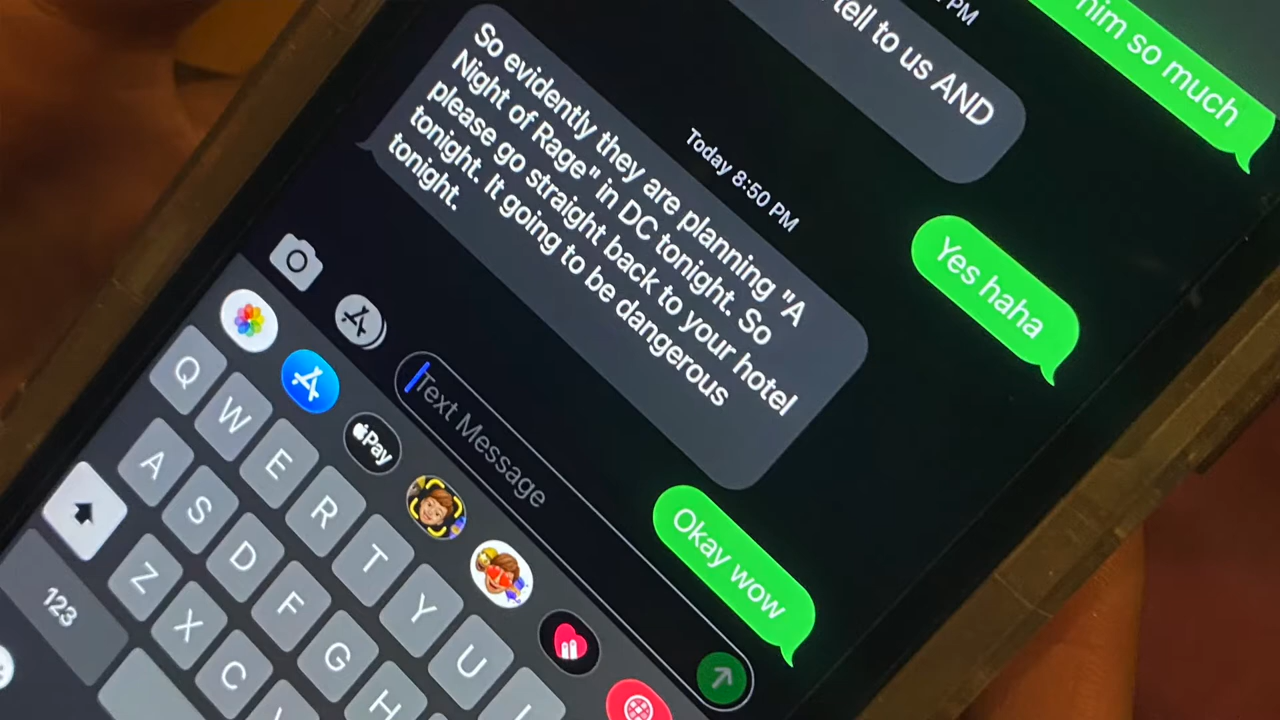 him so much
tell to us AND
PM
Yes haha
Today 8:50 PM
So evidently they are planning "A
Night of Rage" in DC tonight. So
please go straight back to your hotel
tonight. It going to be dangerous
tonight.
Okay wow
Text Message
Pay
Q W E R T Y U
A S D F G H
Z X C
123